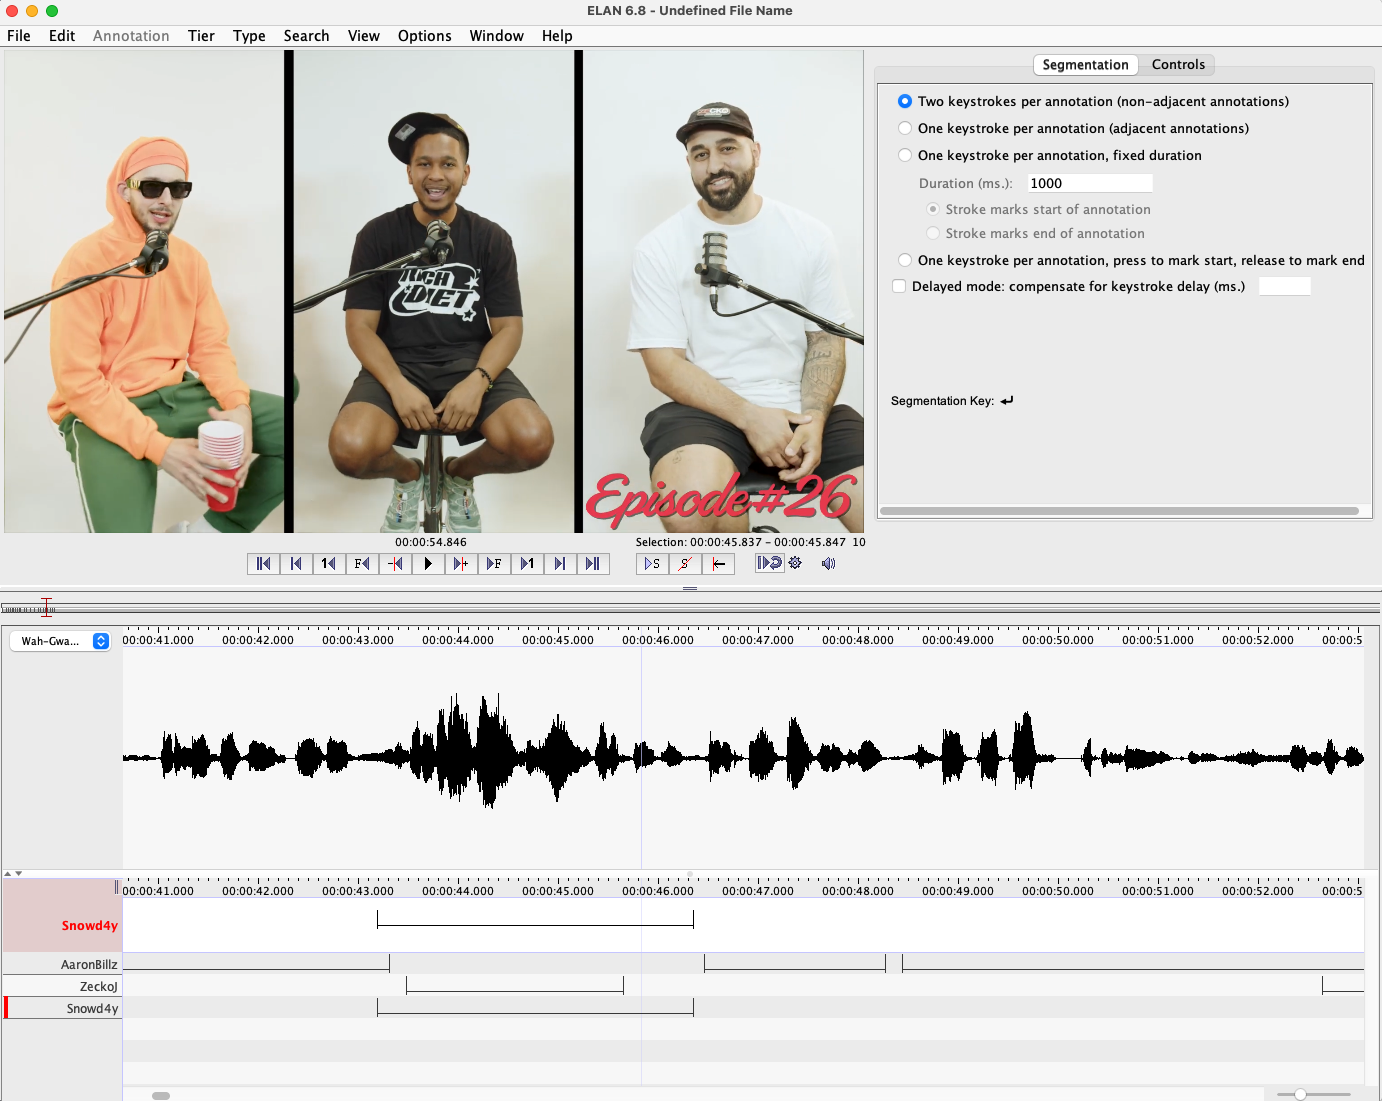 ELAN 6.8 - Undefined File Name
File Edit Annotation Tier Type Search View Options Window Help
Segmentation Controls
Two keystrokes per annotation (non-adjacent annotations)
One keystroke per annotation (adjacent annotations)
One keystroke per annotation, fixed duration
Duration (ms.): 1000
Stroke marks start of annotation
Stroke marks end of annotation
One keystroke per annotation, press to mark start, release to mark end
Delayed mode: compensate for keystroke delay (ms.)
Segmentation Key:
DIET
Episode#26
00:00:54.846
Selection: 00:00:45.837 - 00:00:45.847 10
1 F F 1 S S
Wah-Gwa...
00:00:41.000 00:00:42.000 00:00:43.000 00:00:44.000 00:00:45.000 00:00:46.000 00:00:47.000 00:00:48.000 00:00:49.000 00:00:50.000 00:00:51.000 00:00:52.000 00:00:5
00:00:41.000 00:00:42.000 00:00:43.000 00:00:44.000 00:00:45.000 00:00:46.000 00:00:47.000 00:00:48.000 00:00:49.000 00:00:50.000 00:00:51.000 00:00:52.000 00:00:5
Snowd4y
AaronBillz
ZeckoJ
Snowd4y